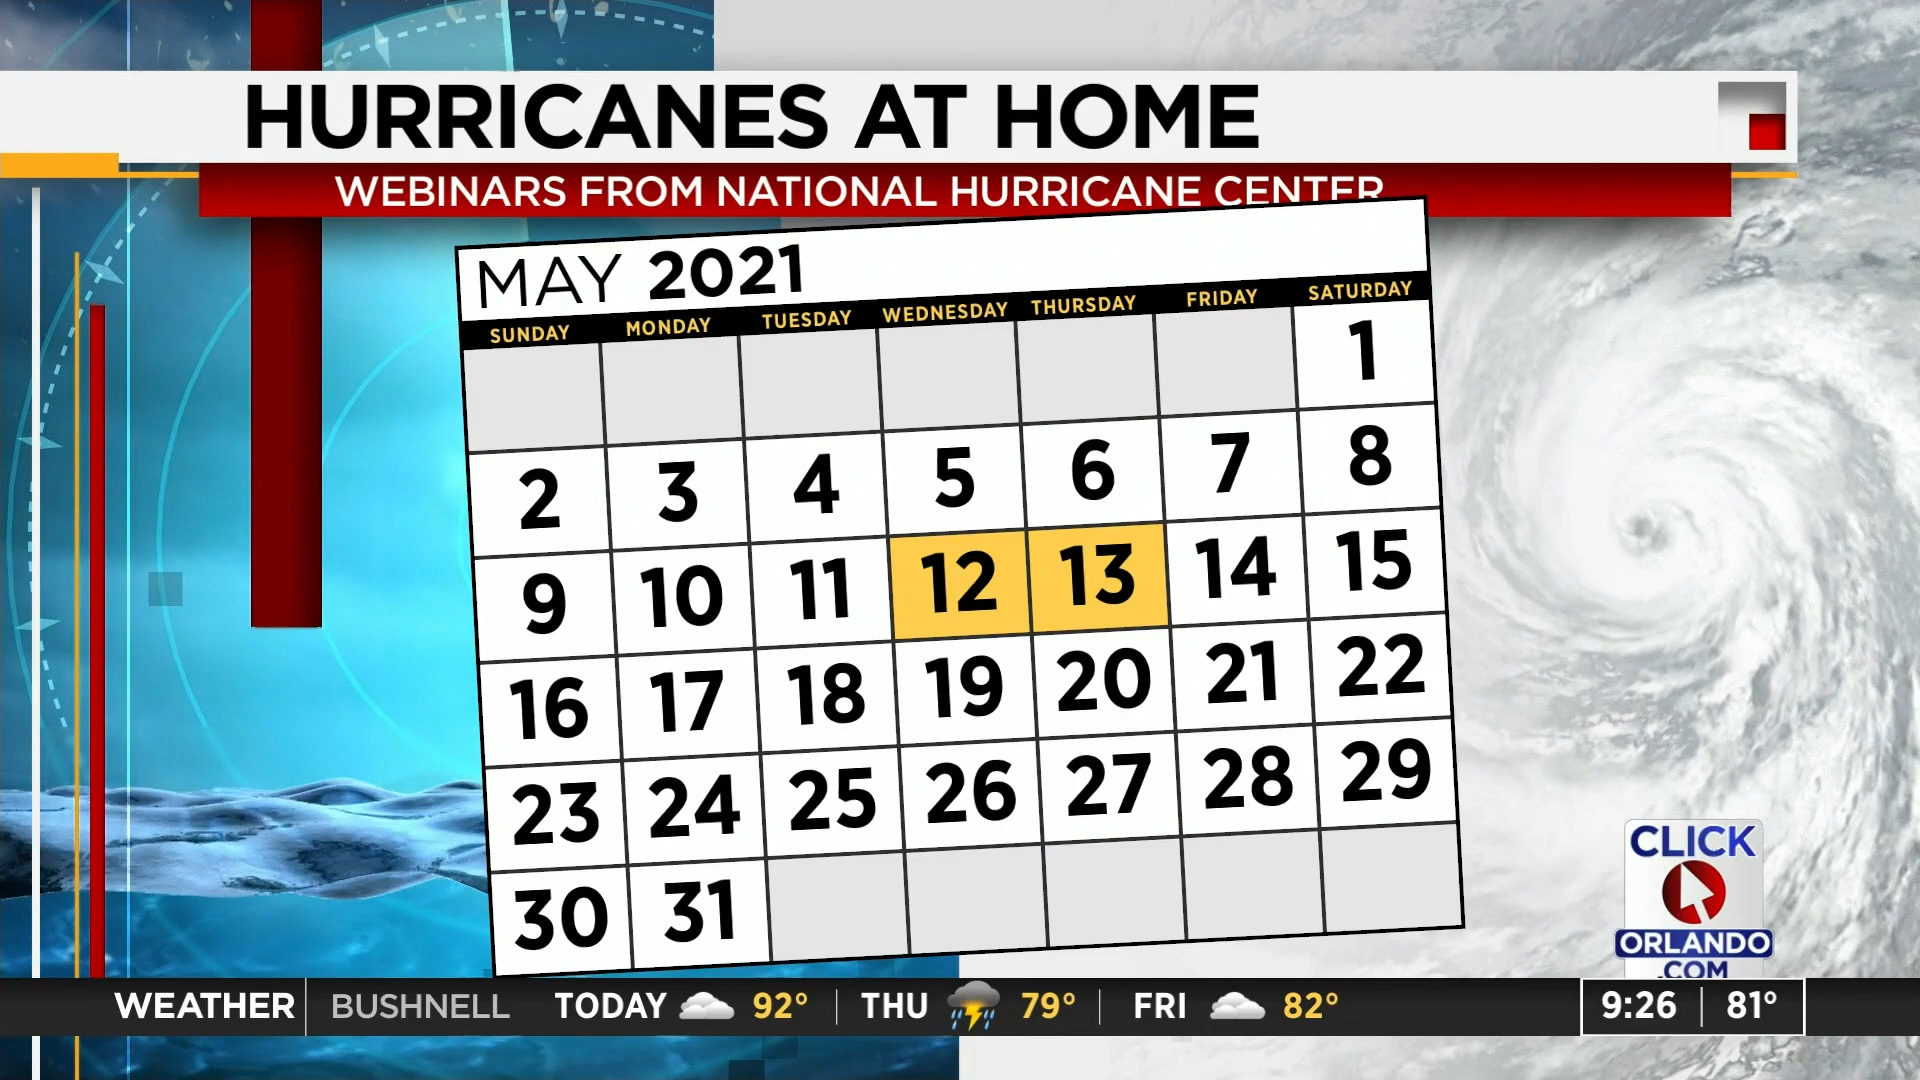 HURRICANES AT HOME
WEBINARS FROM NATIONAL HURRICANE CENTER
MAY 2021
SUNDAY MONDAY TUESDAY WEDNESDAY THURSDAY FRIDAY SATURDAY
1
2 3 4 5 6 7 8
9 10 11 12 13 14 15
16 17 18 19 20 21 22
23 24 25 26 27 28 29
30 31
CLICK
ORLANDO
.COM
WEATHER BUSHNELL TODAY 92° THU 79° FRI 82° 9:26 81°